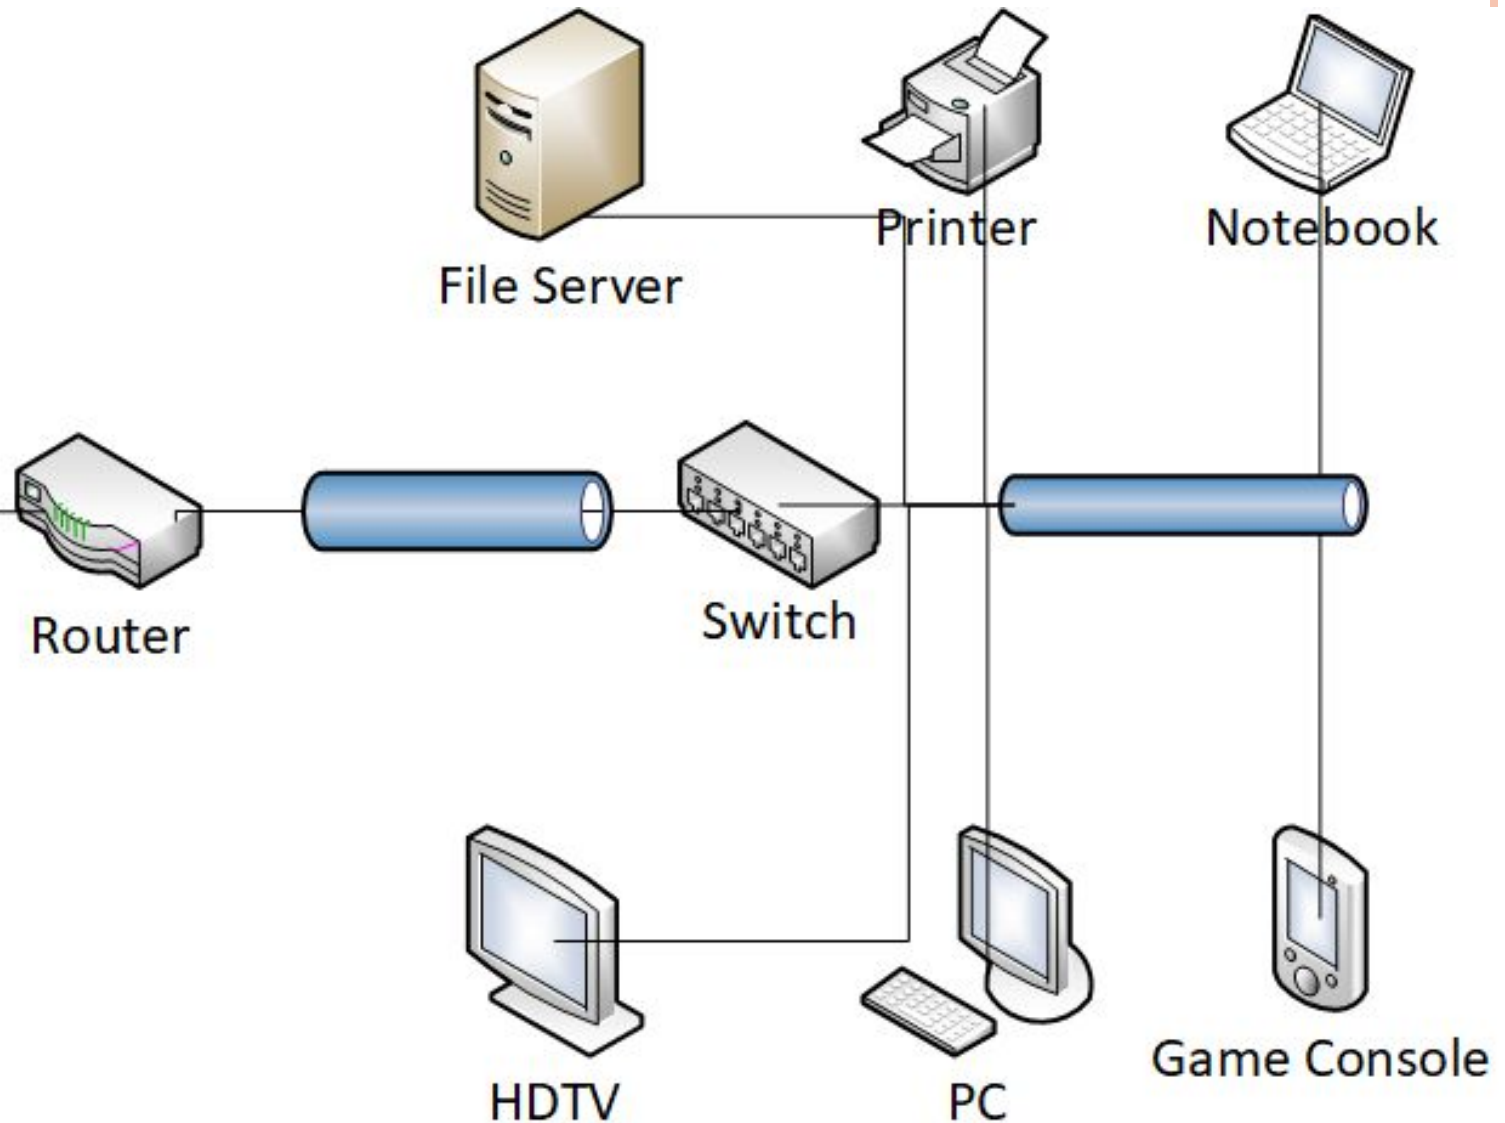 Printer
Notebook
File Server
Router
Switch
HDTV
PC
Game Console